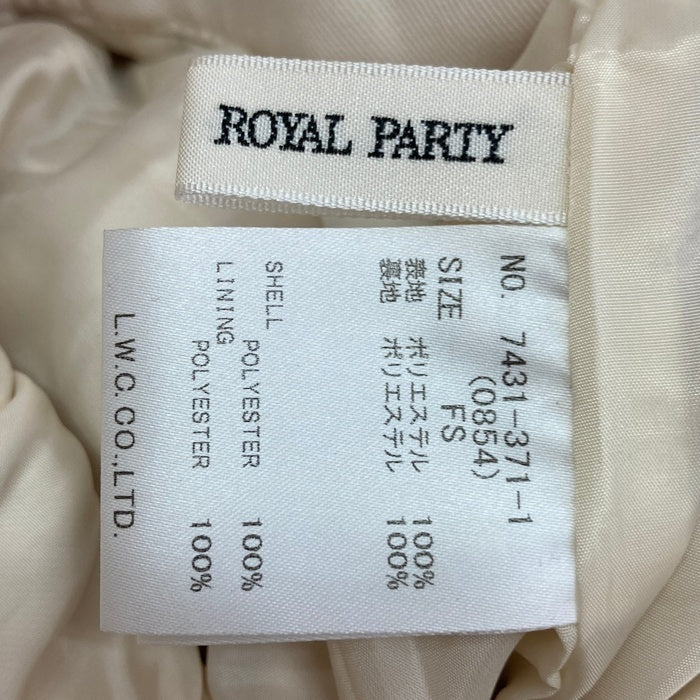 ROYAL PARTY
NO. 7431-371-1
(0854)
SIZE FS
表地 ポリエステル 100%
裏地 ポリエステル 100%
SHELL
POLYESTER 100%
LINING
POLYESTER 100%
L.W.C.CO.,LTD.